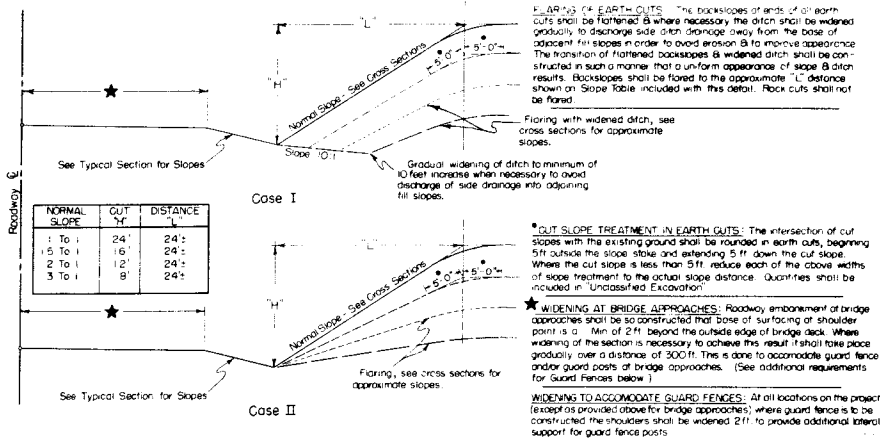 "L"
5'-0"
5'-0"
"H"
Normal Slope - See Cross Sections
See Typical Section for Slopes
Slope 10:1
Flaring with widened ditch, see
cross sections for approximate
slopes.
Gradual widening of ditch to minimum of
10 feet increase when necessary to avoid
discharge of side drainage into adjoining
fill slopes.
Case I
Roadway ℄
NORMAL SLOPE CUT "H" DISTANCE "L"
1 To 1 24' 24'±
1.5 To 1 16' 24'±
2 To 1 12' 24'±
3 To 1 8' 24'±
"L"
5'-0"
5'-0"
"H"
Normal Slope - See Cross Sections
See Typical Section for Slopes
Flaring, see cross sections for
approximate slopes.
Case II
FLARING OF EARTH CUTS The backslopes at ends of all earth
cuts shall be flattened & where necessary the ditch shall be widened
gradually to discharge side ditch drainage away from the base of
adjacent fill slopes in order to avoid erosion & to improve appearance
The transition of flattened backslopes & widened ditch shall be con-
structed in such a manner that a uniform appearance of slope & ditch
results. Backslopes shall be flared to the approximate "L" distance
shown on Slope Table included with this detail. Rock cuts shall not
be flared.
CUT SLOPE TREATMENT IN EARTH CUTS: The intersection of cut
slopes with the existing ground shall be rounded in earth cuts, beginning
5ft outside the slope stake and extending 5 ft. down the cut slope.
Where the cut slope is less than 5 ft. reduce each of the above widths
of slope treatment to the actual slope distance. Quantities shall be
included in "Unclassified Excavation"
★ WIDENING AT BRIDGE APPROACHES: Roadway embankment at bridge
approaches shall be so constructed that base of surfacing at shoulder
point is a Min of 2 ft beyond the outside edge of bridge deck. Where
widening of the section is necessary to achieve this result it shall take place
gradually over a distance of 300 ft. This is done to accomodate guard fence
and/or guard posts at bridge approaches. (See additional requirements
for Guard Fences below)
WIDENING TO ACCOMODATE GUARD FENCES: At all locations on the project
(except as provided above for bridge approaches) where guard fence is to be
constructed the shoulders shall be widened 2 ft. to provide additional lateral
support for guard fence posts